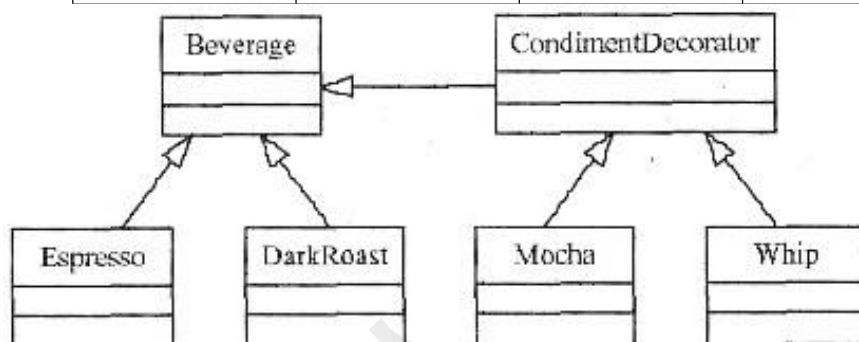 Beverage
CondimentDecorator
Espresso
DarkRoast
Mocha
Whip